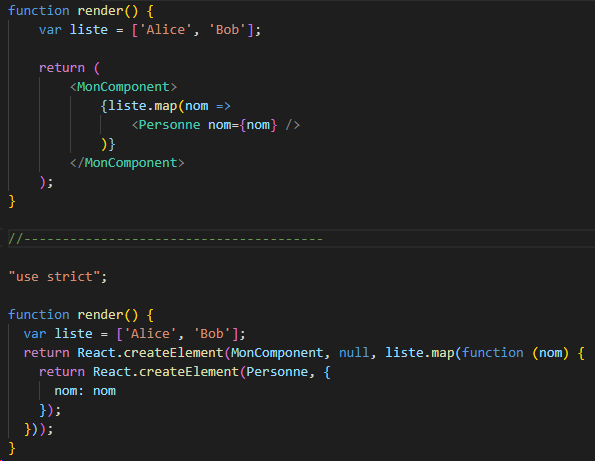 function render() {
    var liste = ['Alice', 'Bob'];
    return (
        <MonComponent>
            {liste.map(nom =>
                <Personne nom={nom} />
            )}
        </MonComponent>
    );
}
//---------------------------------------
"use strict";
function render() {
  var liste = ['Alice', 'Bob'];
  return React.createElement(MonComponent, null, liste.map(function (nom) {
    return React.createElement(Personne, {
      nom: nom
    });
  }));
}